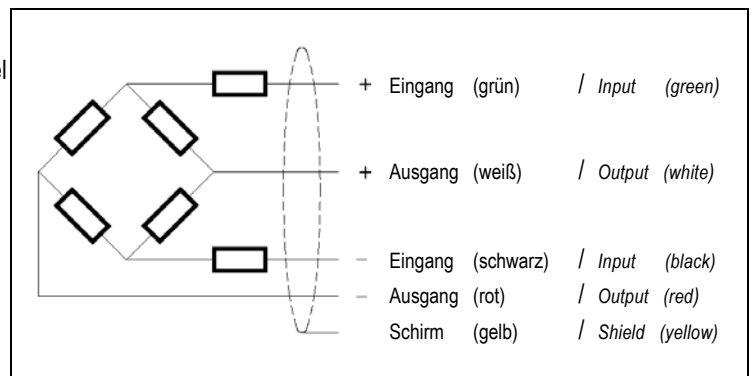 el
+ Eingang (grün) / Input (green)
+ Ausgang (weiß) / Output (white)
– Eingang (schwarz) / Input (black)
– Ausgang (rot) / Output (red)
Schirm (gelb) / Shield (yellow)